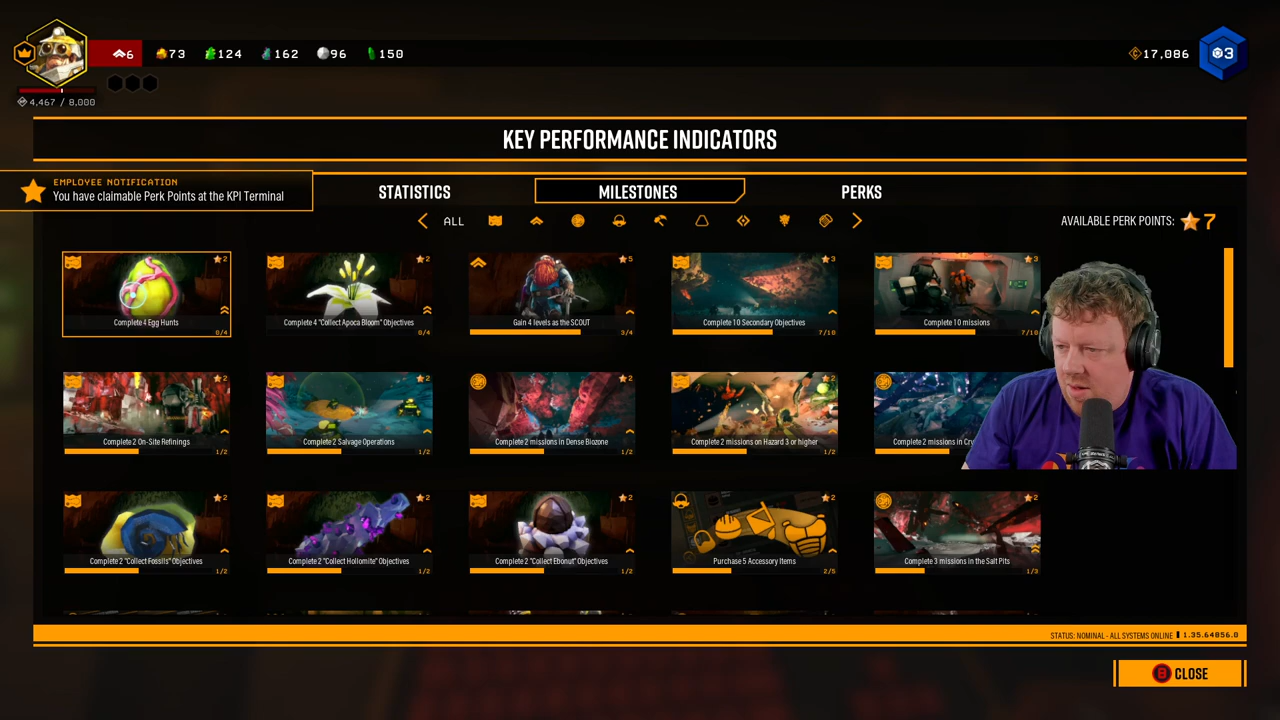 6 73 124 162 96 150
17,086 3
4,467 / 8,000
KEY PERFORMANCE INDICATORS
EMPLOYEE NOTIFICATION
You have claimable Perk Points at the KPI Terminal
STATISTICS MILESTONES PERKS
ALL
AVAILABLE PERK POINTS: 7
2 2 5 3 3
Complete 4 Egg Hunts
0/4
Complete 4 "Collect Apoca Bloom" Objectives
0/4
Gain 4 levels as the SCOUT
3/4
Complete 10 Secondary Objectives
7/10
Complete 10 missions
7/10
2 2 2 2
Complete 2 On-Site Refinings
1/2
Complete 2 Salvage Operations
1/2
Complete 2 missions in Dense Biozone
1/2
Complete 2 missions on Hazard 3 or higher
1/2
Complete 2 missions in Cry
2 2 2 2 2
Complete 2 "Collect Fossils" Objectives
1/2
Complete 2 "Collect Hollomite" Objectives
1/2
Complete 2 "Collect Ebonut" Objectives
1/2
Purchase 5 Accessory Items
2/5
Complete 3 missions in the Salt Pits
1/3
STATUS: NOMINAL - ALL SYSTEMS ONLINE 1.35.64856.0
B CLOSE